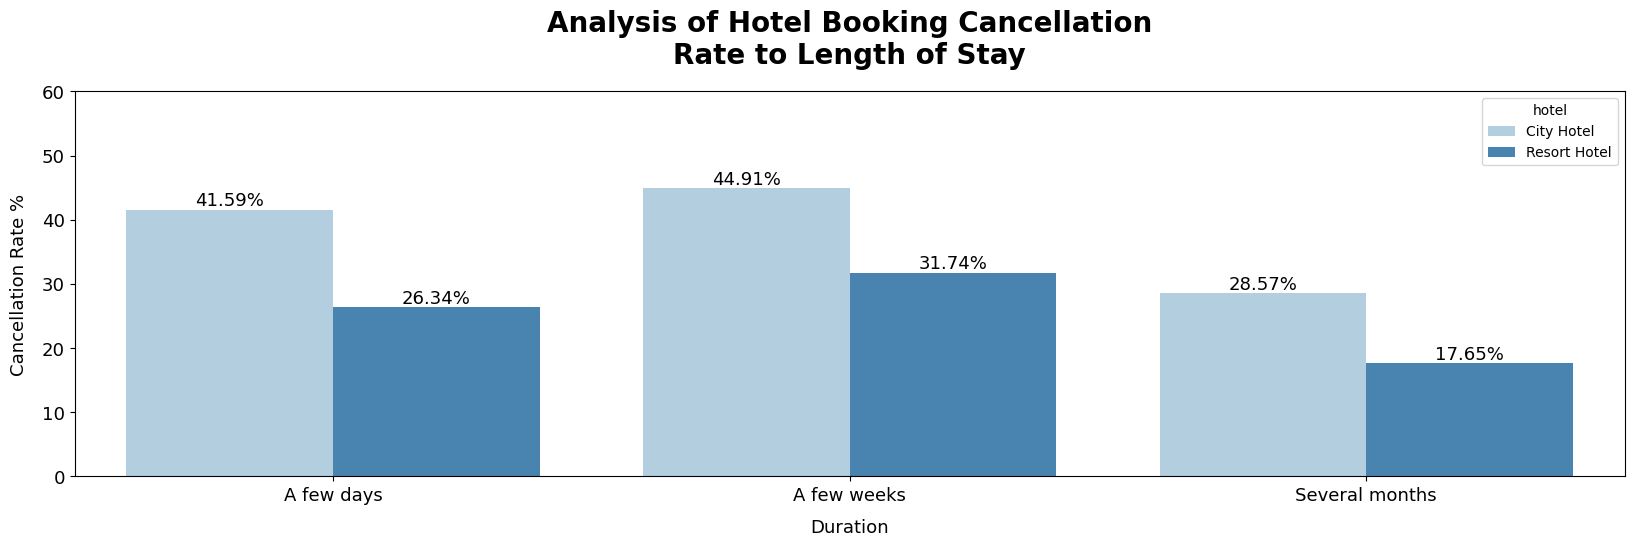 Analysis of Hotel Booking Cancellation
Rate to Length of Stay
60
50
40
30
20
10
0
Cancellation Rate %
hotel
City Hotel
Resort Hotel
41.59%
26.34%
44.91%
31.74%
28.57%
17.65%
A few days
A few weeks
Several months
Duration